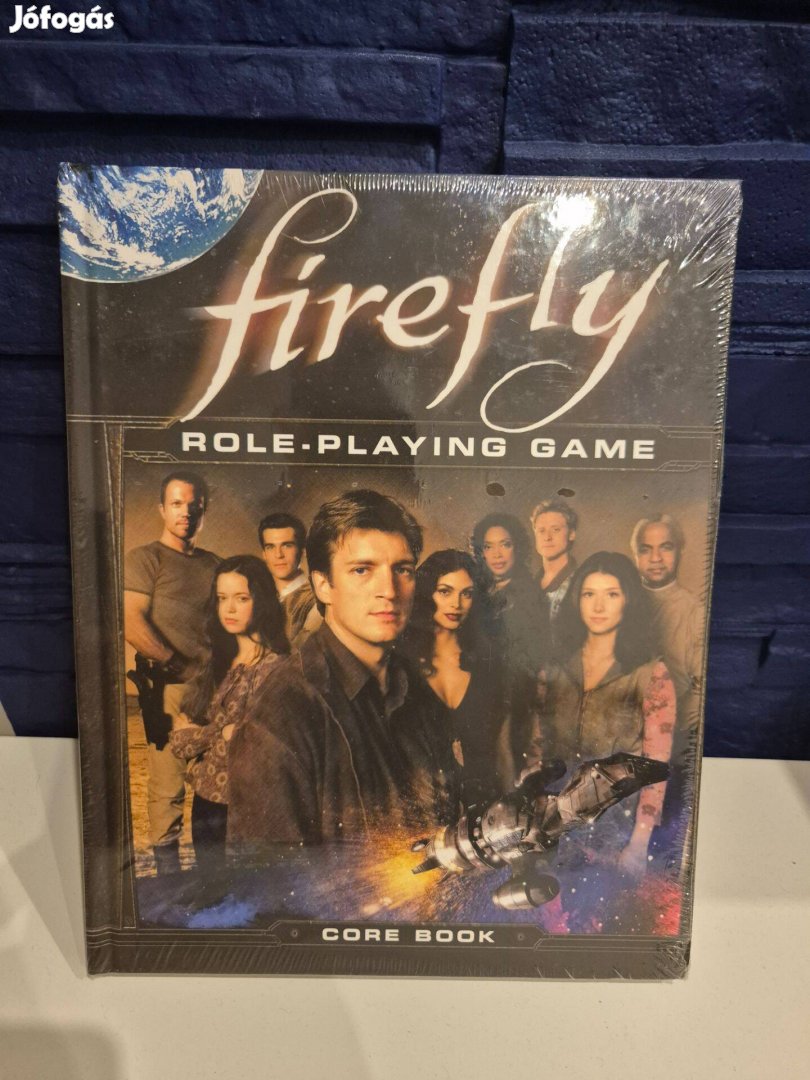 Jófogás
firefly
ROLE-PLAYING GAME
CORE BOOK